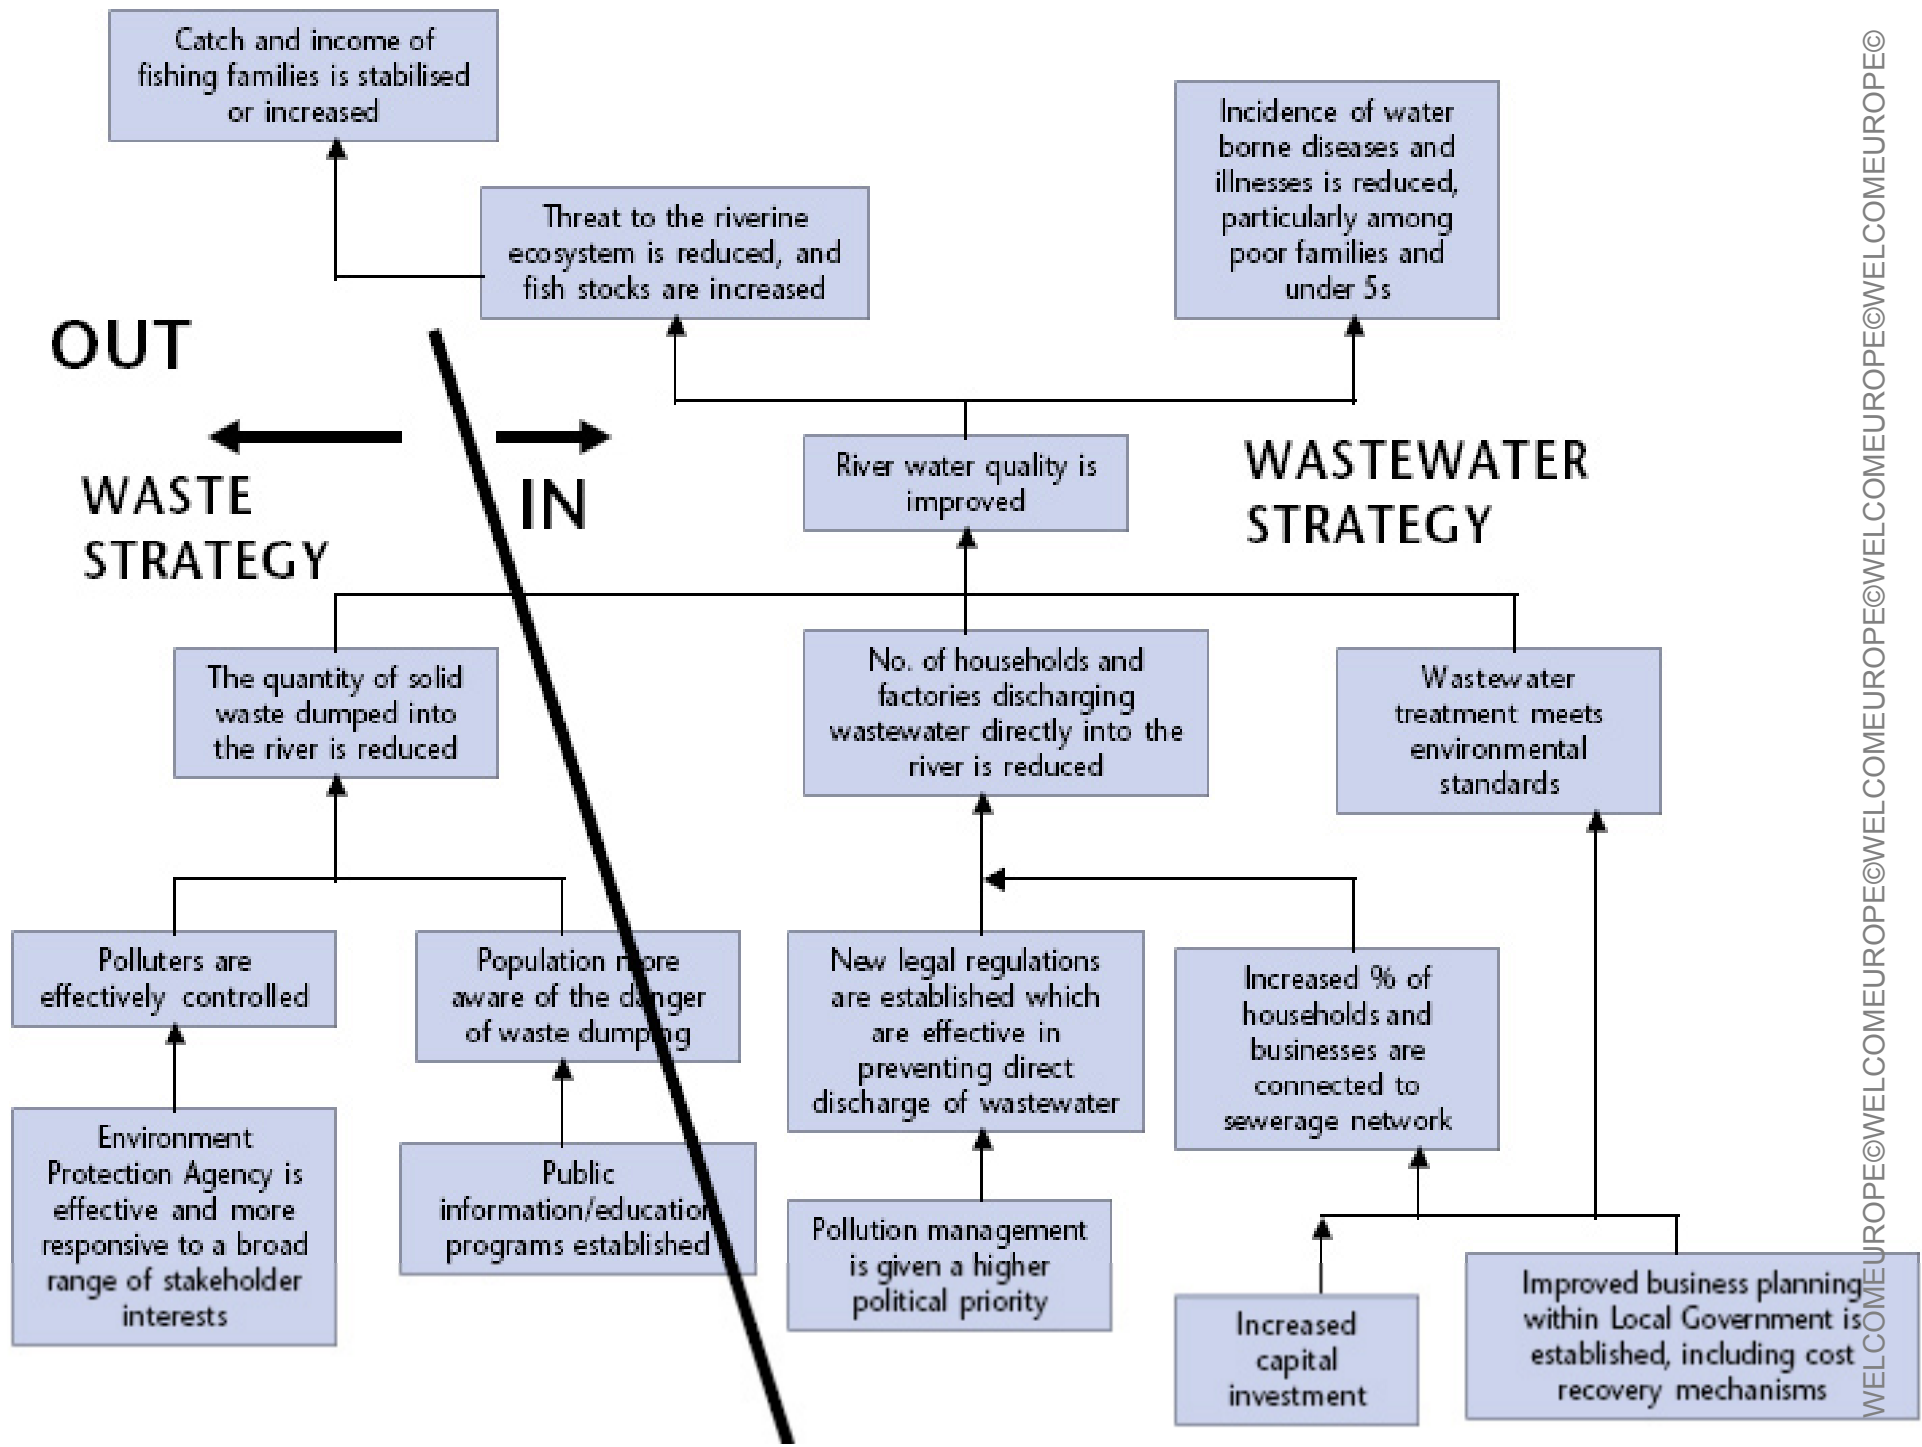 Catch and income of
fishing families is stabilised
or increased
Threat to the riverine
ecosystem is reduced, and
fish stocks are increased
Incidence of water
borne diseases and
illnesses is reduced,
particularly among
poor families and
under 5s
OUT
WASTE
STRATEGY
IN
River water quality is
improved
WASTEWATER
STRATEGY
The quantity of solid
waste dumped into
the river is reduced
No. of households and
factories discharging
wastewater directly into the
river is reduced
Wastewater
treatment meets
environmental
standards
Polluters are
effectively controlled
Population more
aware of the danger
of waste dumping
New legal regulations
are established which
are effective in
preventing direct
discharge of wastewater
Increased % of
households and
businesses are
connected to
sewerage network
Environment
Protection Agency is
effective and more
responsive to a broad
range of stakeholder
interests
Public
information/education
programs established
Pollution management
is given a higher
political priority
Increased
capital
investment
Improved business planning
within Local Government is
established, including cost
recovery mechanisms
WELCOMEUROPE©WELCOMEUROPE©WELCOMEUROPE©WELCOMEUROPE©WELCOMEUROPE©